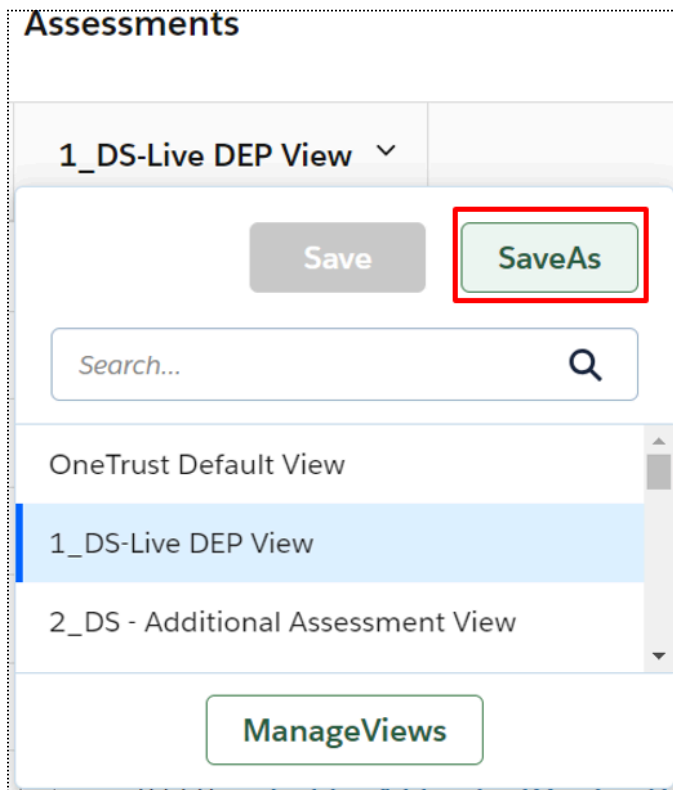 Assessments
1_DS-Live DEP View
Save
SaveAs
Search...
OneTrust Default View
1_DS-Live DEP View
2_DS - Additional Assessment View
ManageViews